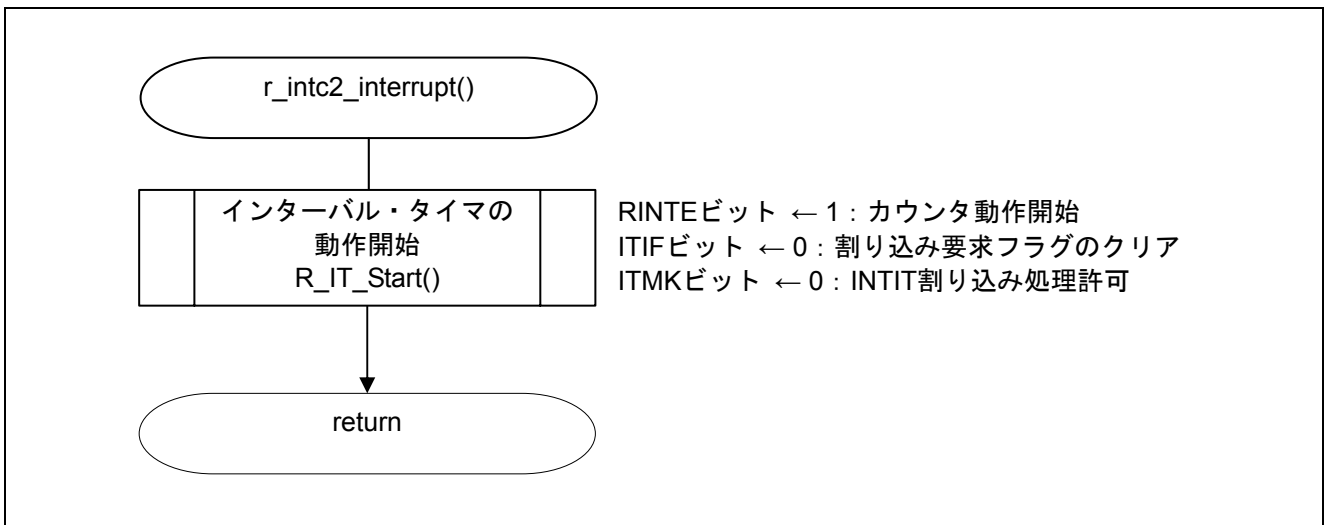 r_intc2_interrupt()
インターバル・タイマの
動作開始
R_IT_Start()
RINTEビット ← 1：カウンタ動作開始
ITIFビット ← 0：割り込み要求フラグのクリア
ITMKビット ← 0：INTIT割り込み処理許可
return